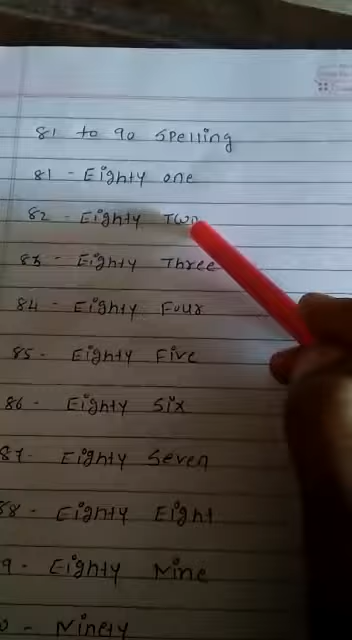 81 to 90 Spelling
81 - Eighty one
82 - Eighty Two
83 - Eighty Three
84 - Eighty Four
85 - Eighty Five
86 - Eighty Six
87 - Eighty Seven
88 - Eighty Eight
9 - Eighty Nine
0 - Ninety